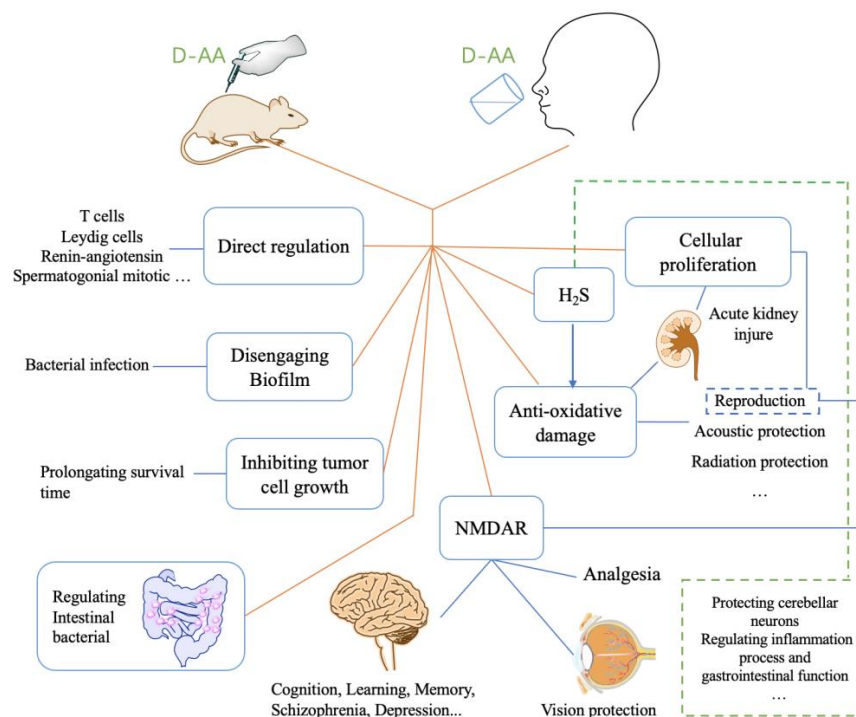 D-AA
D-AA
T cells
Leydig cells
Renin-angiotensin
Spermatogonial mitotic ...
Direct regulation
Cellular
proliferation
H₂S
Acute kidney
injure
Bacterial infection
Disengaging
Biofilm
Anti-oxidative
damage
Reproduction
Acoustic protection
Radiation protection
...
Prolongating survival
time
Inhibiting tumor
cell growth
NMDAR
Regulating
Intestinal
bacterial
Analgesia
Protecting cerebellar
neurons
Regulating inflammation
process and
gastrointestinal function
...
Cognition, Learning, Memory,
Schizophrenia, Depression...
Vision protection